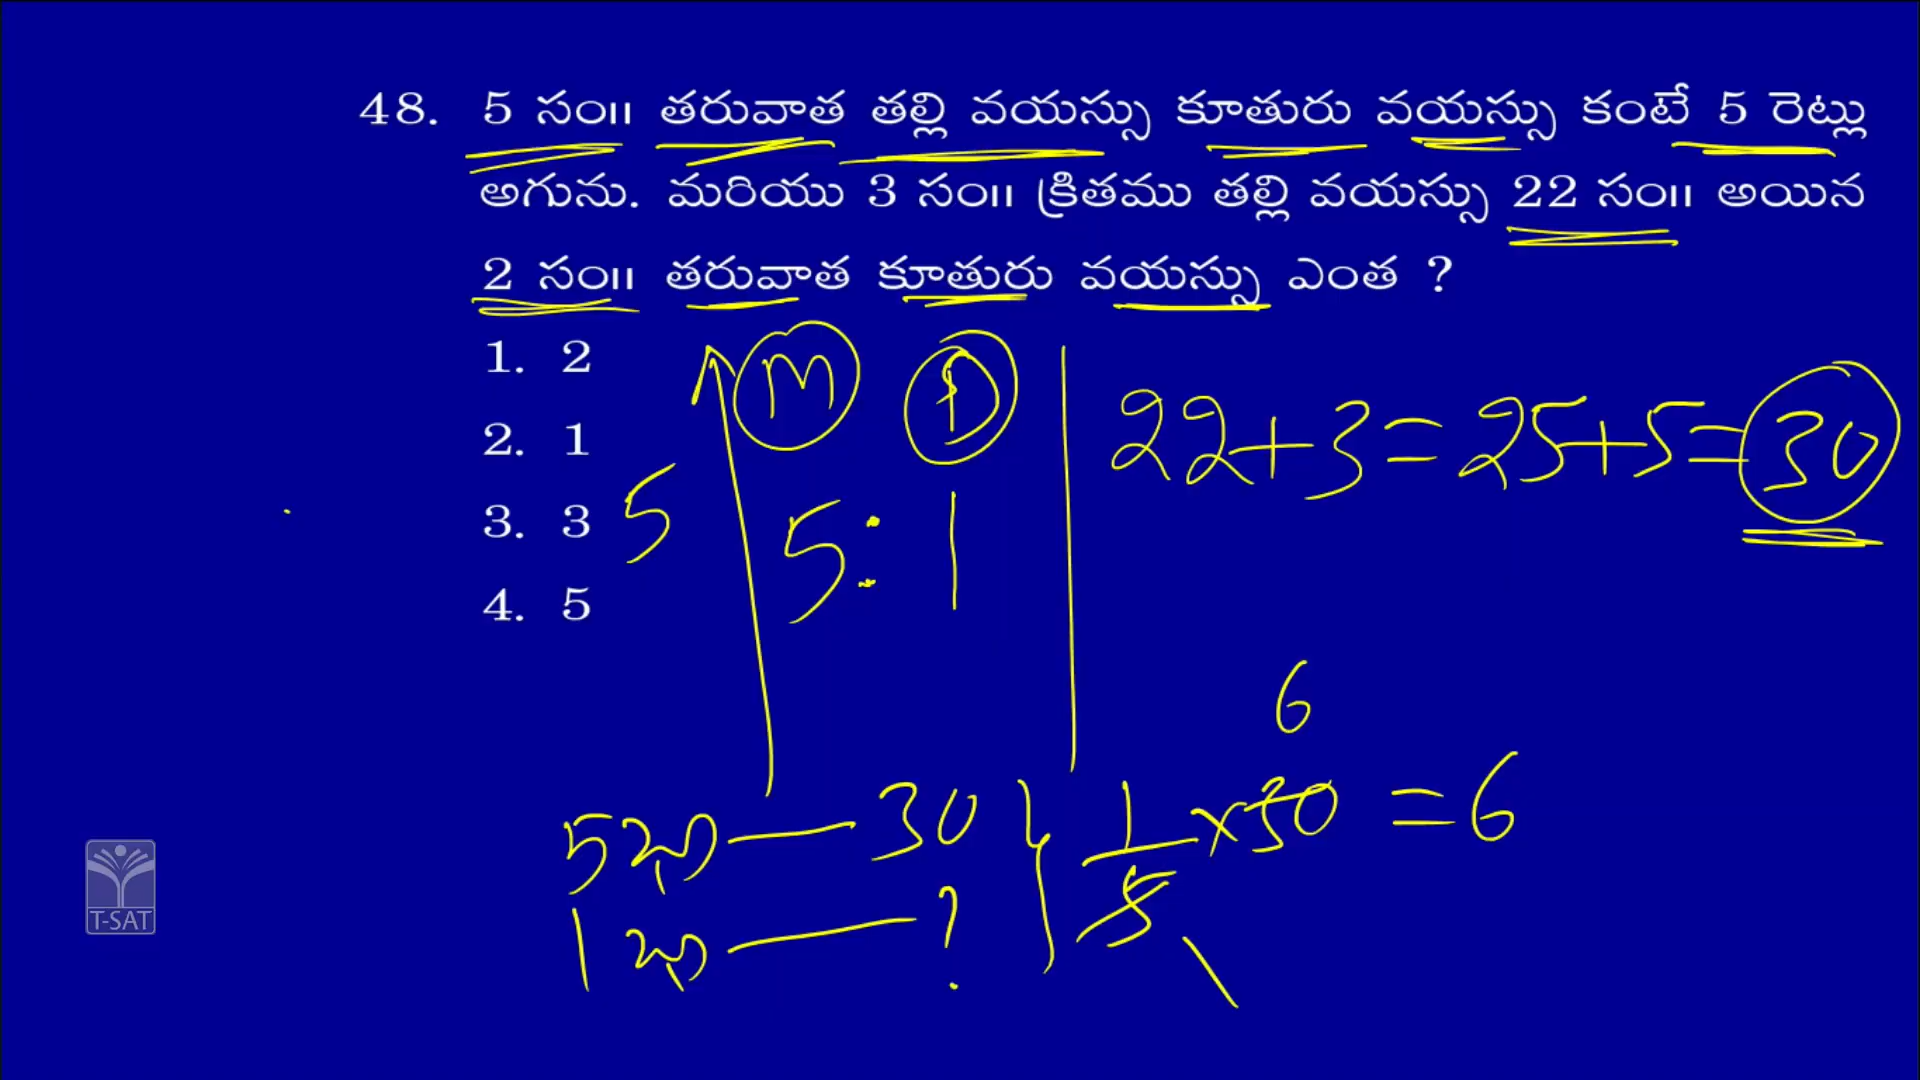 48. 5 సం॥ తరువాత తల్లి వయస్సు కూతురు వయస్సు కంటే 5 రెట్లు
అగును. మరియు 3 సం॥ క్రితము తల్లి వయస్సు 22 సం॥ అయిన
2 సం॥ తరువాత కూతురు వయస్సు ఎంత ?
1. 2
2. 1
3. 3
4. 5
M D
5
5 : 1
22+3=25+5=30
6
5 భా — 30
1 భా — ?
1/5 ×30 =6
T-SAT